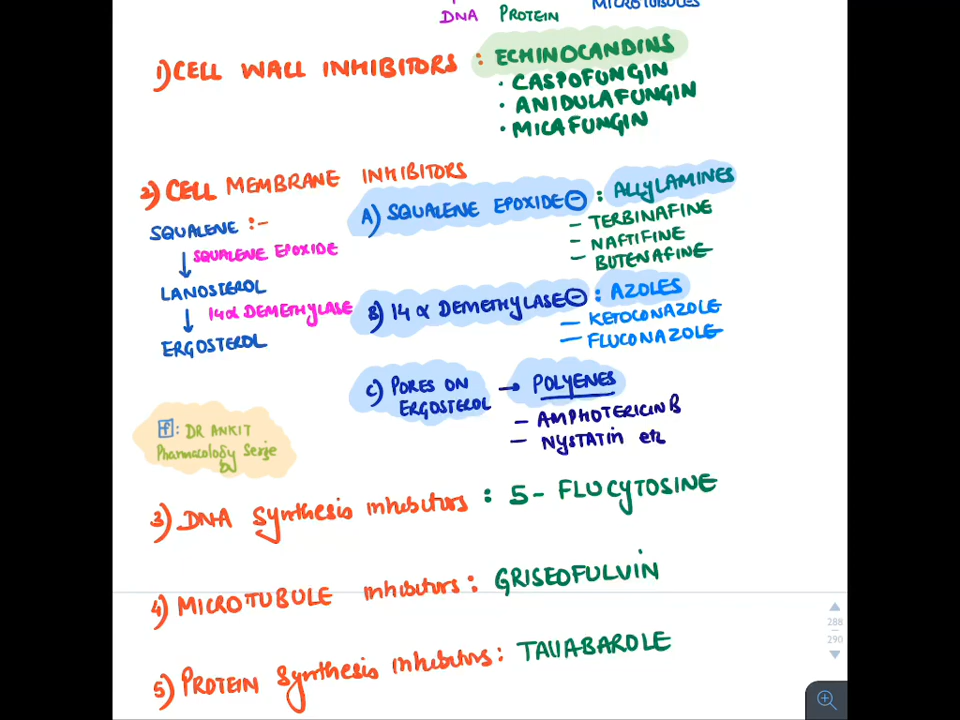 DNA PROTEIN MICROTUBULES
1) CELL WALL INHIBITORS : ECHINOCANDINS
• CASPOFUNGIN
• ANIDULAFUNGIN
• MICAFUNGIN
2) CELL MEMBRANE INHIBITORS
SQUALENE :-
↓ SQUALENE EPOXIDE
LANOSTEROL
↓ 14α DEMETHYLASE
ERGOSTEROL
A) SQUALENE EPOXIDE ⊖ : ALLYLAMINES
- TERBINAFINE
- NAFTIFINE
- BUTENAFINE
B) 14 α DEMETHYLASE ⊖ : AZOLES
- KETOCONAZOLE
- FLUCONAZOLE
C) PORES ON ERGOSTEROL → POLYENES
- AMPHOTERICIN B
- NYSTATIN etc
f : DR ANKIT
Pharmacology Serije
by
3) DNA Synthesis inhibitors : 5- FLUCYTOSINE
4) MICROTUBULE inhibitors : GRISEOFULVIN
5) PROTEIN Synthesis inhibitors : TAVABAROLE
288
290